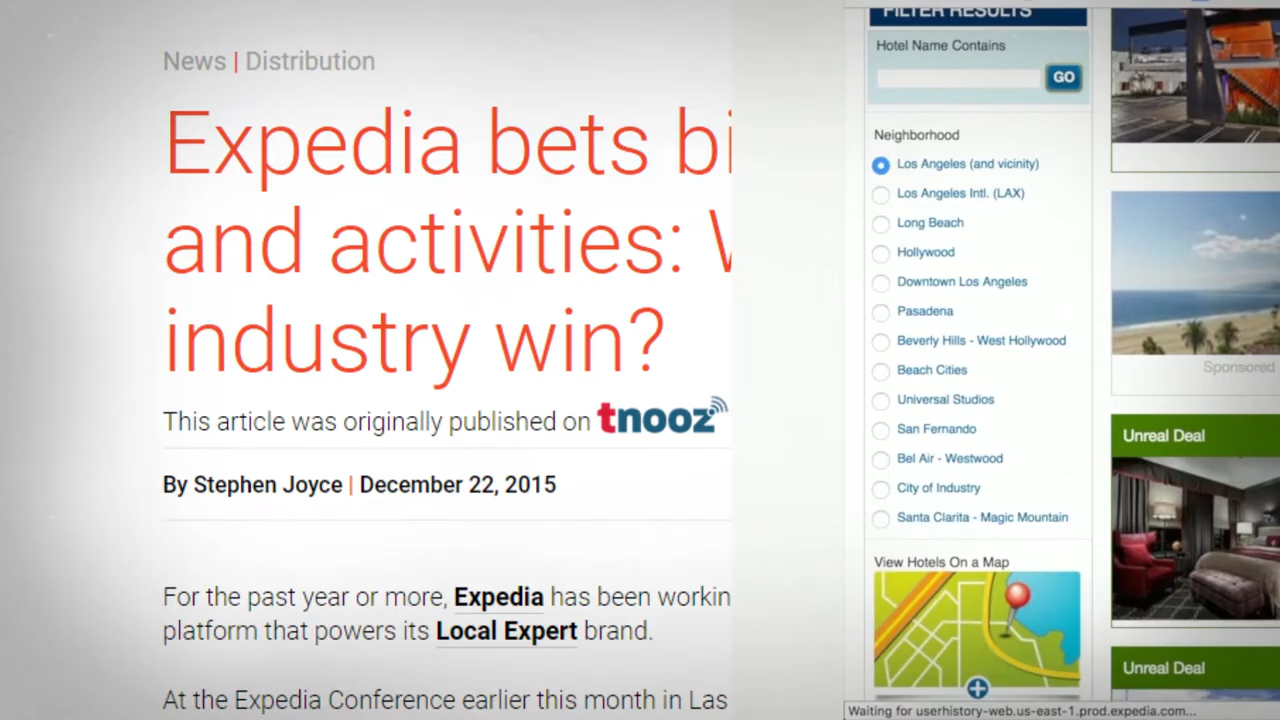 News | Distribution
Expedia bets bi
and activities:
industry win?
This article was originally published on tnooz
By Stephen Joyce | December 22, 2015
For the past year or more, Expedia has been workin
platform that powers its Local Expert brand.
At the Expedia Conference earlier this month in Las
FILTER RESULTS
Hotel Name Contains
GO
Neighborhood
Los Angeles (and vicinity)
Los Angeles Intl. (LAX)
Long Beach
Hollywood
Downtown Los Angeles
Pasadena
Beverly Hills - West Hollywood
Beach Cities
Universal Studios
San Fernando
Bel Air - Westwood
City of Industry
Santa Clarita - Magic Mountain
View Hotels On a Map
Sponsored
Unreal Deal
Unreal Deal
Waiting for userhistory-web.us-east-1.prod.expedia.com...